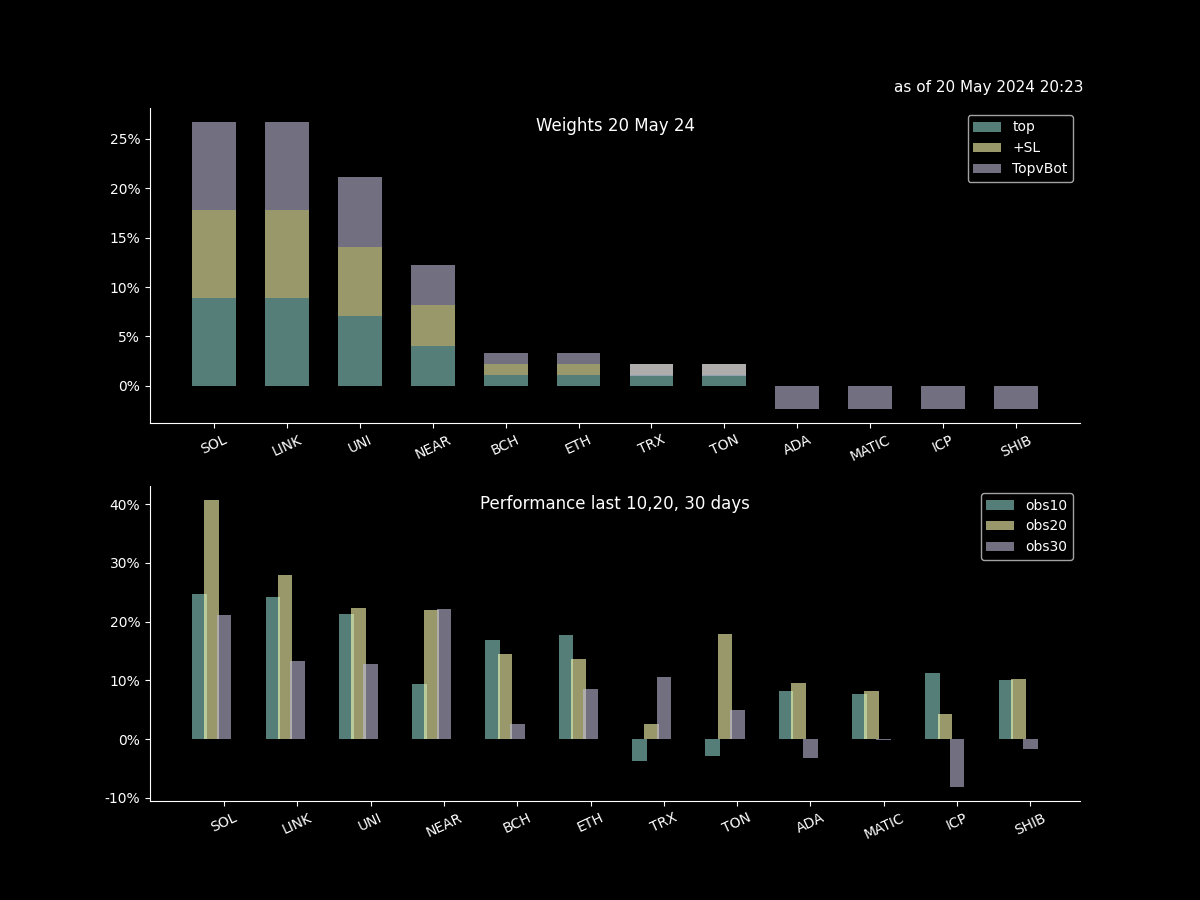 as of 20 May 2024 20:23
Weights 20 May 24
top
+SL
TopvBot
25%
20%
15%
10%
5%
0%
SOL LINK UNI NEAR BCH ETH TRX TON ADA MATIC ICP SHIB
Performance last 10,20, 30 days
obs10
obs20
obs30
40%
30%
20%
10%
0%
-10%
SOL LINK UNI NEAR BCH ETH TRX TON ADA MATIC ICP SHIB